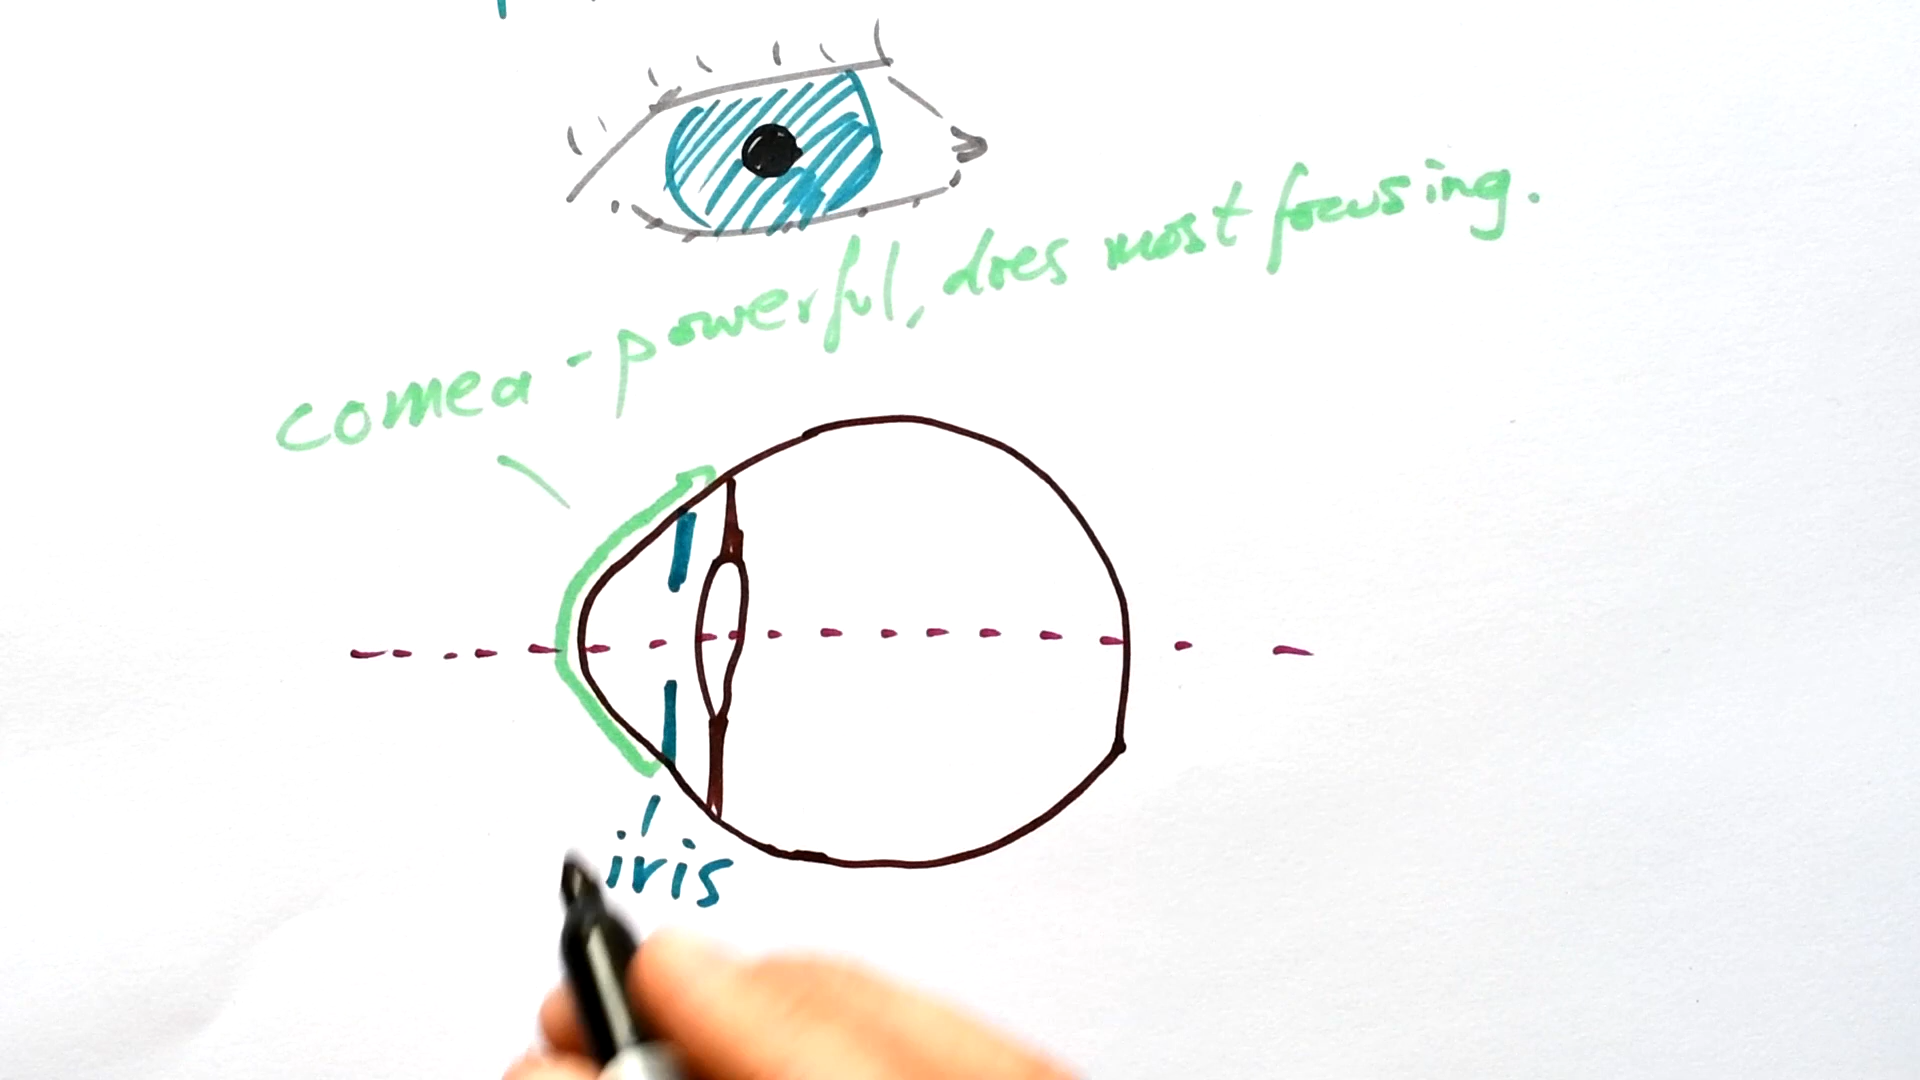 cornea - powerful, does most focusing.
iris